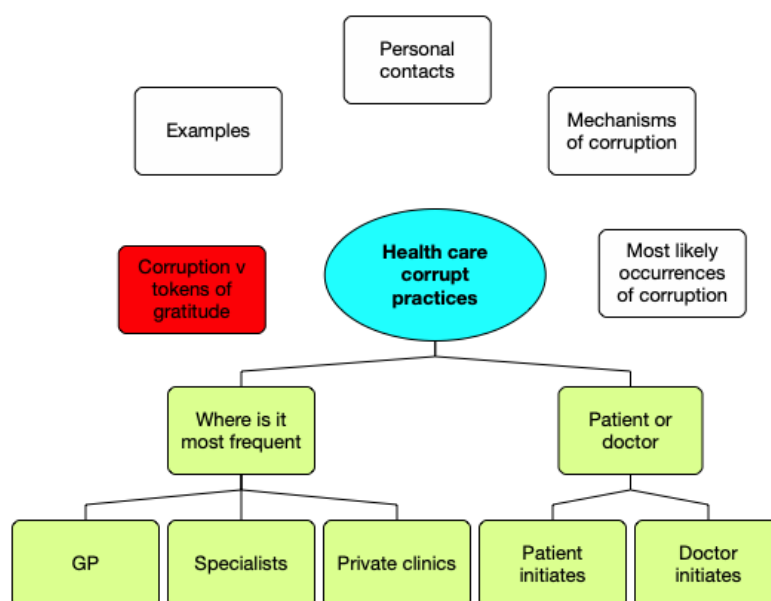 Personal
contacts
Examples
Mechanisms
of corruption
Corruption v
tokens of
gratitude
Health care
corrupt
practices
Most likely
occurrences
of corruption
Where is it
most frequent
Patient or
doctor
GP
Specialists
Private clinics
Patient
initiates
Doctor
initiates